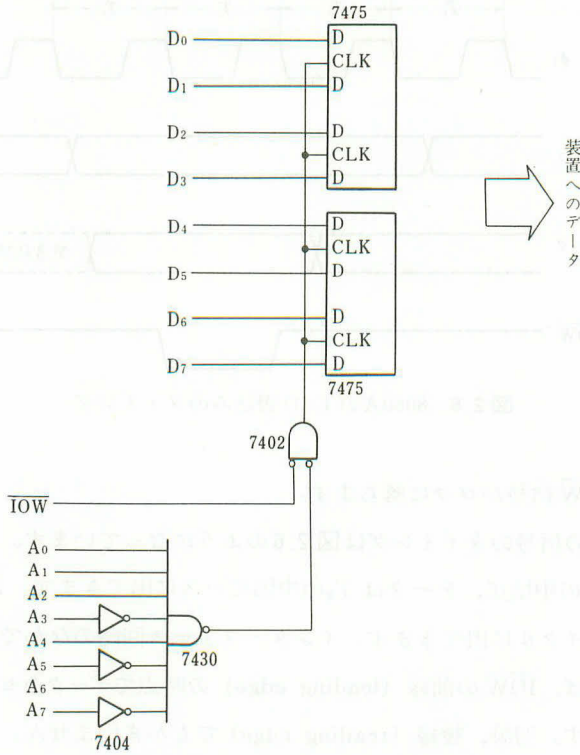 7475
D₀
D
CLK
D₁
D
D₂
D
CLK
D₃
D
装置へのデータ
D₄
D
CLK
D₅
D
D₆
D
CLK
D₇
D
7475
7402
I̅O̅W̅
A₀
A₁
A₂
A₃
A₄
A₅
A₆
A₇
7430
7404